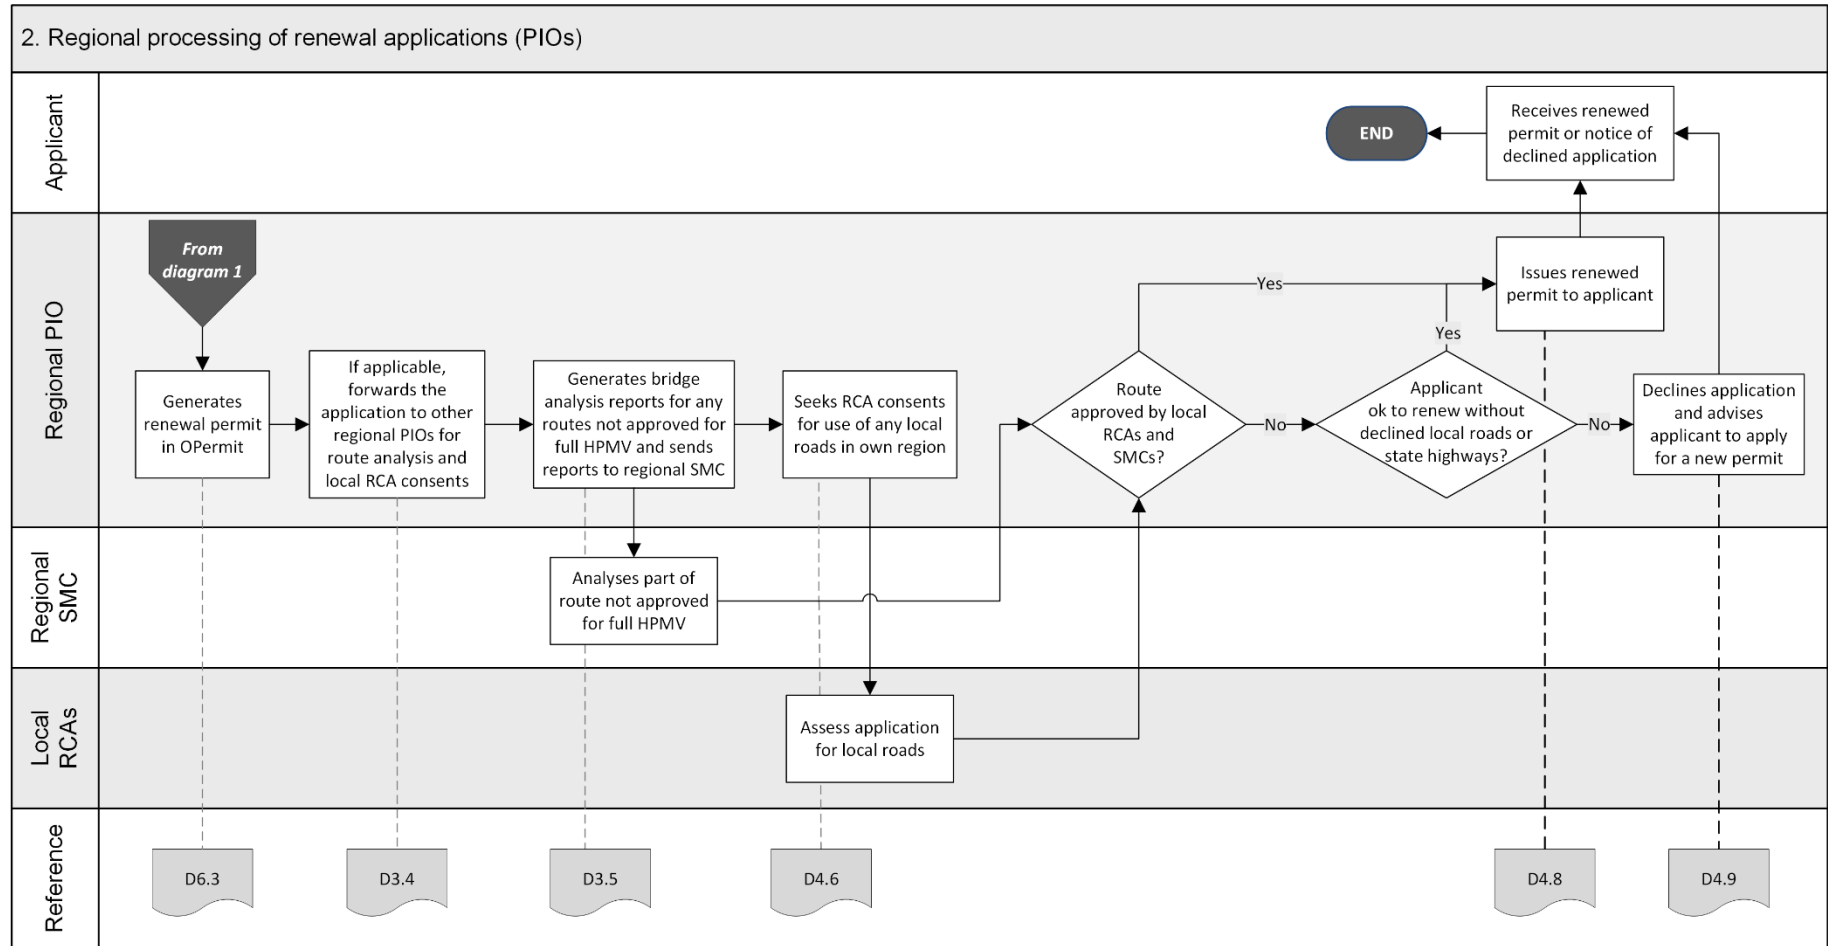 2. Regional processing of renewal applications (PIOs)
Applicant
END
Receives renewed
permit or notice of
declined application
Regional PIO
From
diagram 1
Generates
renewal permit
in OPermit
If applicable,
forwards the
application to other
regional PIOs for
route analysis and
local RCA consents
Generates bridge
analysis reports for any
routes not approved for
full HPMV and sends
reports to regional SMC
Seeks RCA consents
for use of any local
roads in own region
Route
approved by local
RCAs and
SMCs?
Yes
No
Applicant
ok to renew without
declined local roads or
state highways?
Yes
No
Issues renewed
permit to applicant
Declines application
and advises
applicant to apply
for a new permit
Regional
SMC
Analyses part of
route not approved
for full HPMV
Local
RCAs
Assess application
for local roads
Reference
D6.3
D3.4
D3.5
D4.6
D4.8
D4.9